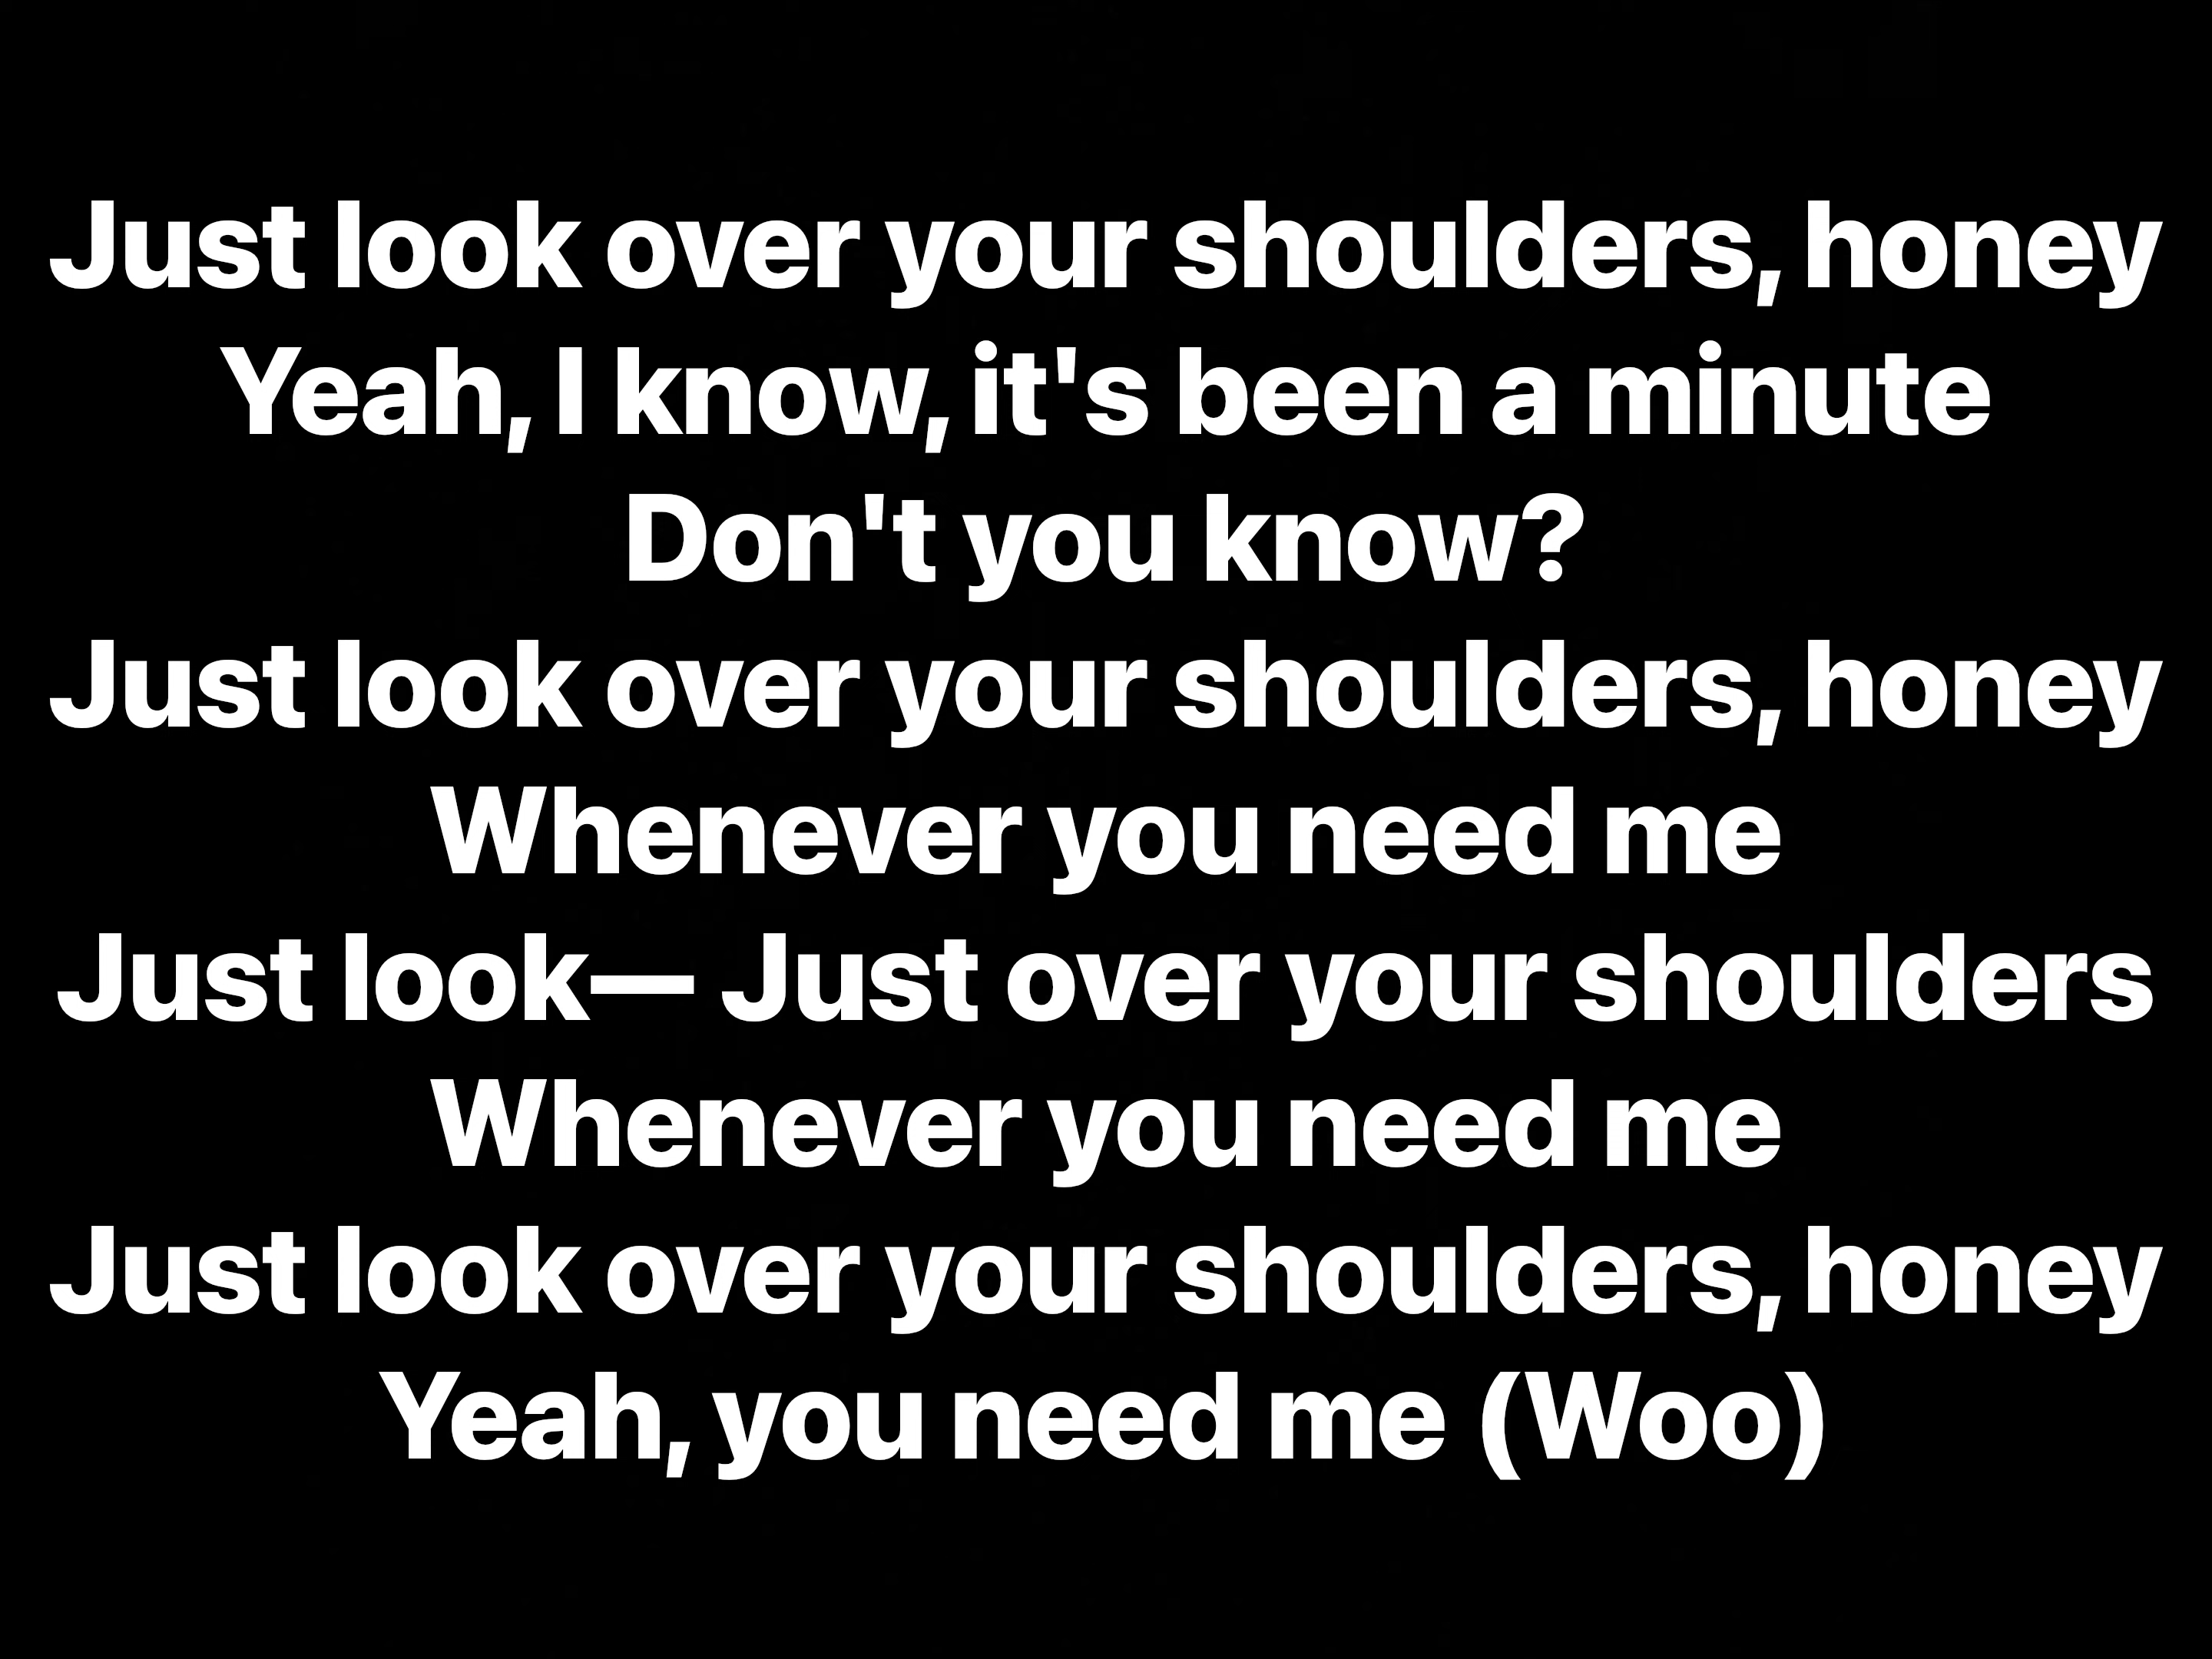 Just look over your shoulders, honey
Yeah, I know, it's been a minute
Don't you know?
Just look over your shoulders, honey
Whenever you need me
Just look— Just over your shoulders
Whenever you need me
Just look over your shoulders, honey
Yeah, you need me (Woo)